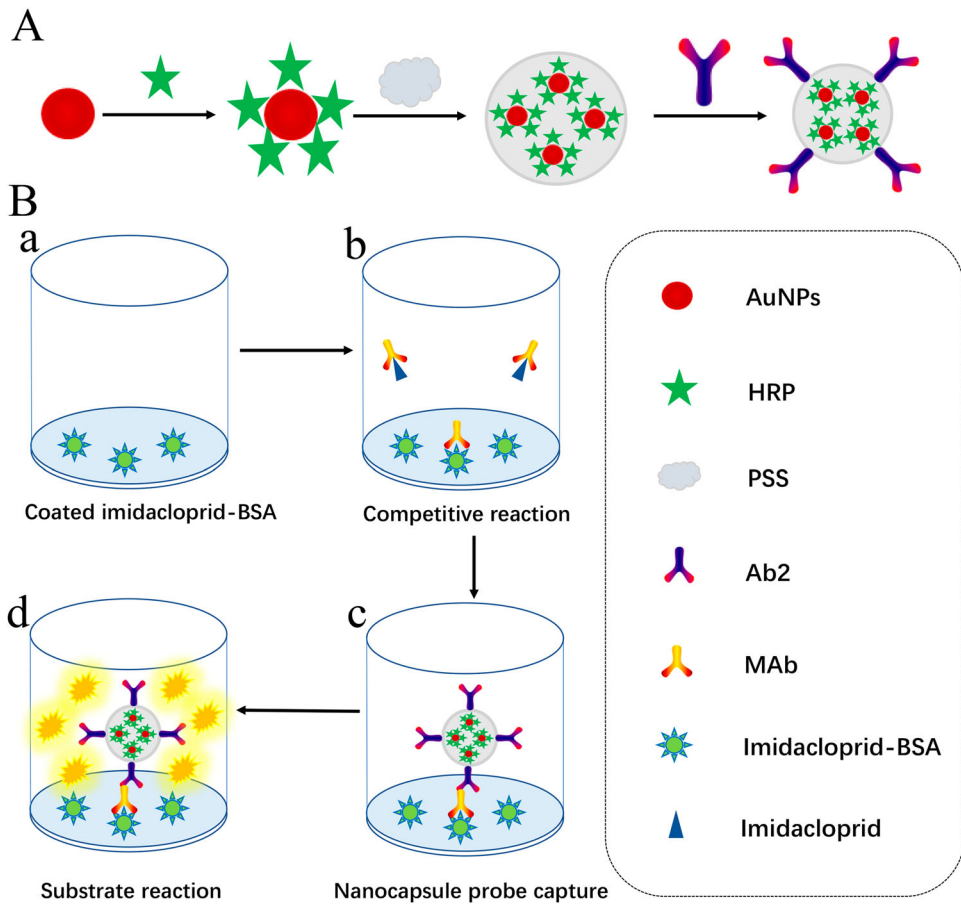 A
B
a
b
Coated imidacloprid-BSA
Competitive reaction
d
c
Substrate reaction
Nanocapsule probe capture
AuNPs
HRP
PSS
Ab2
MAb
Imidacloprid-BSA
Imidacloprid